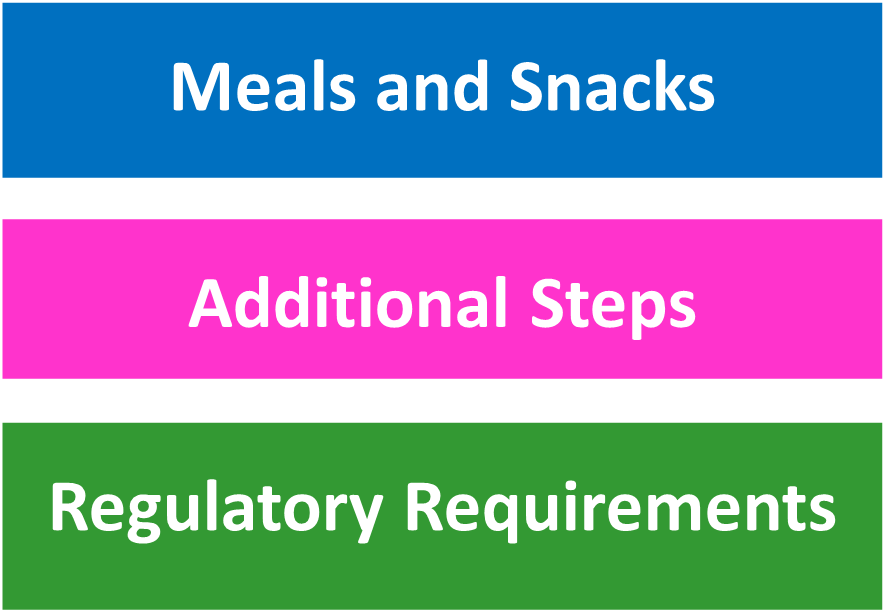 Meals and Snacks
Additional Steps
Regulatory Requirements